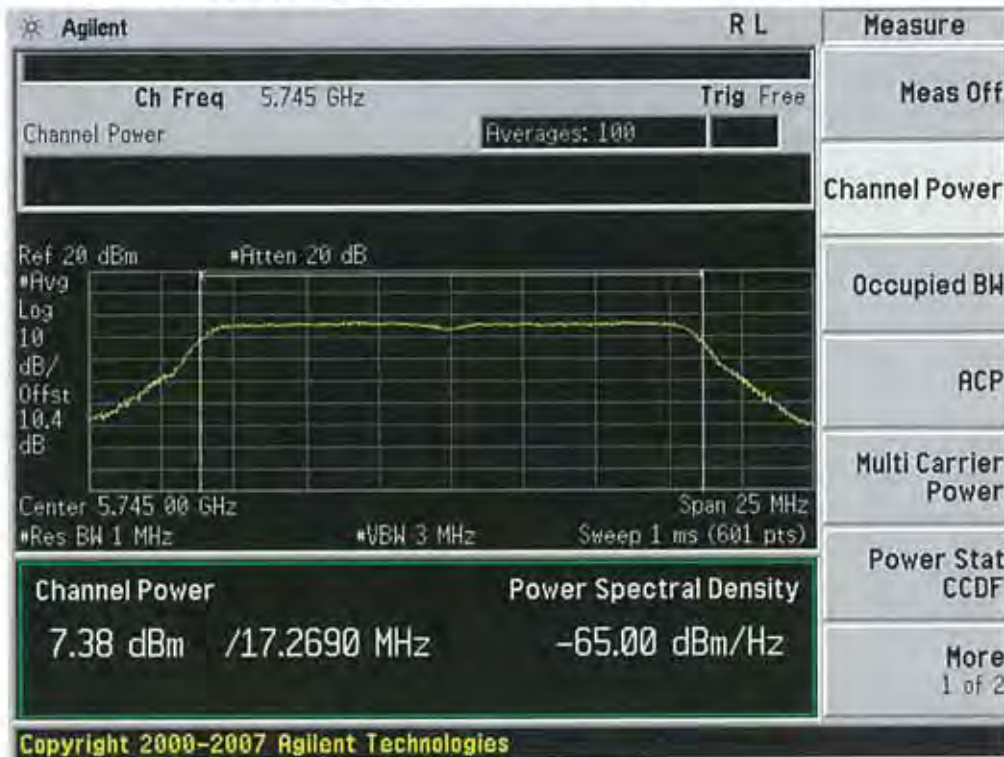 Agilent
R L
Measure
Ch Freq 5.745 GHz
Trig Free
Meas Off
Channel Power
Averages: 100
Channel Power
Ref 20 dBm
#Atten 20 dB
#Avg
Log
10
dB/
Offst
10.4
dB
Occupied BW
ACP
Center 5.745 00 GHz
Span 25 MHz
#Res BW 1 MHz
#VBW 3 MHz
Sweep 1 ms (601 pts)
Multi Carrier
Power
Channel Power
Power Spectral Density
7.38 dBm /17.2690 MHz
-65.00 dBm/Hz
Power Stat
CCDF
More
1 of 2
Copyright 2000-2007 Agilent Technologies